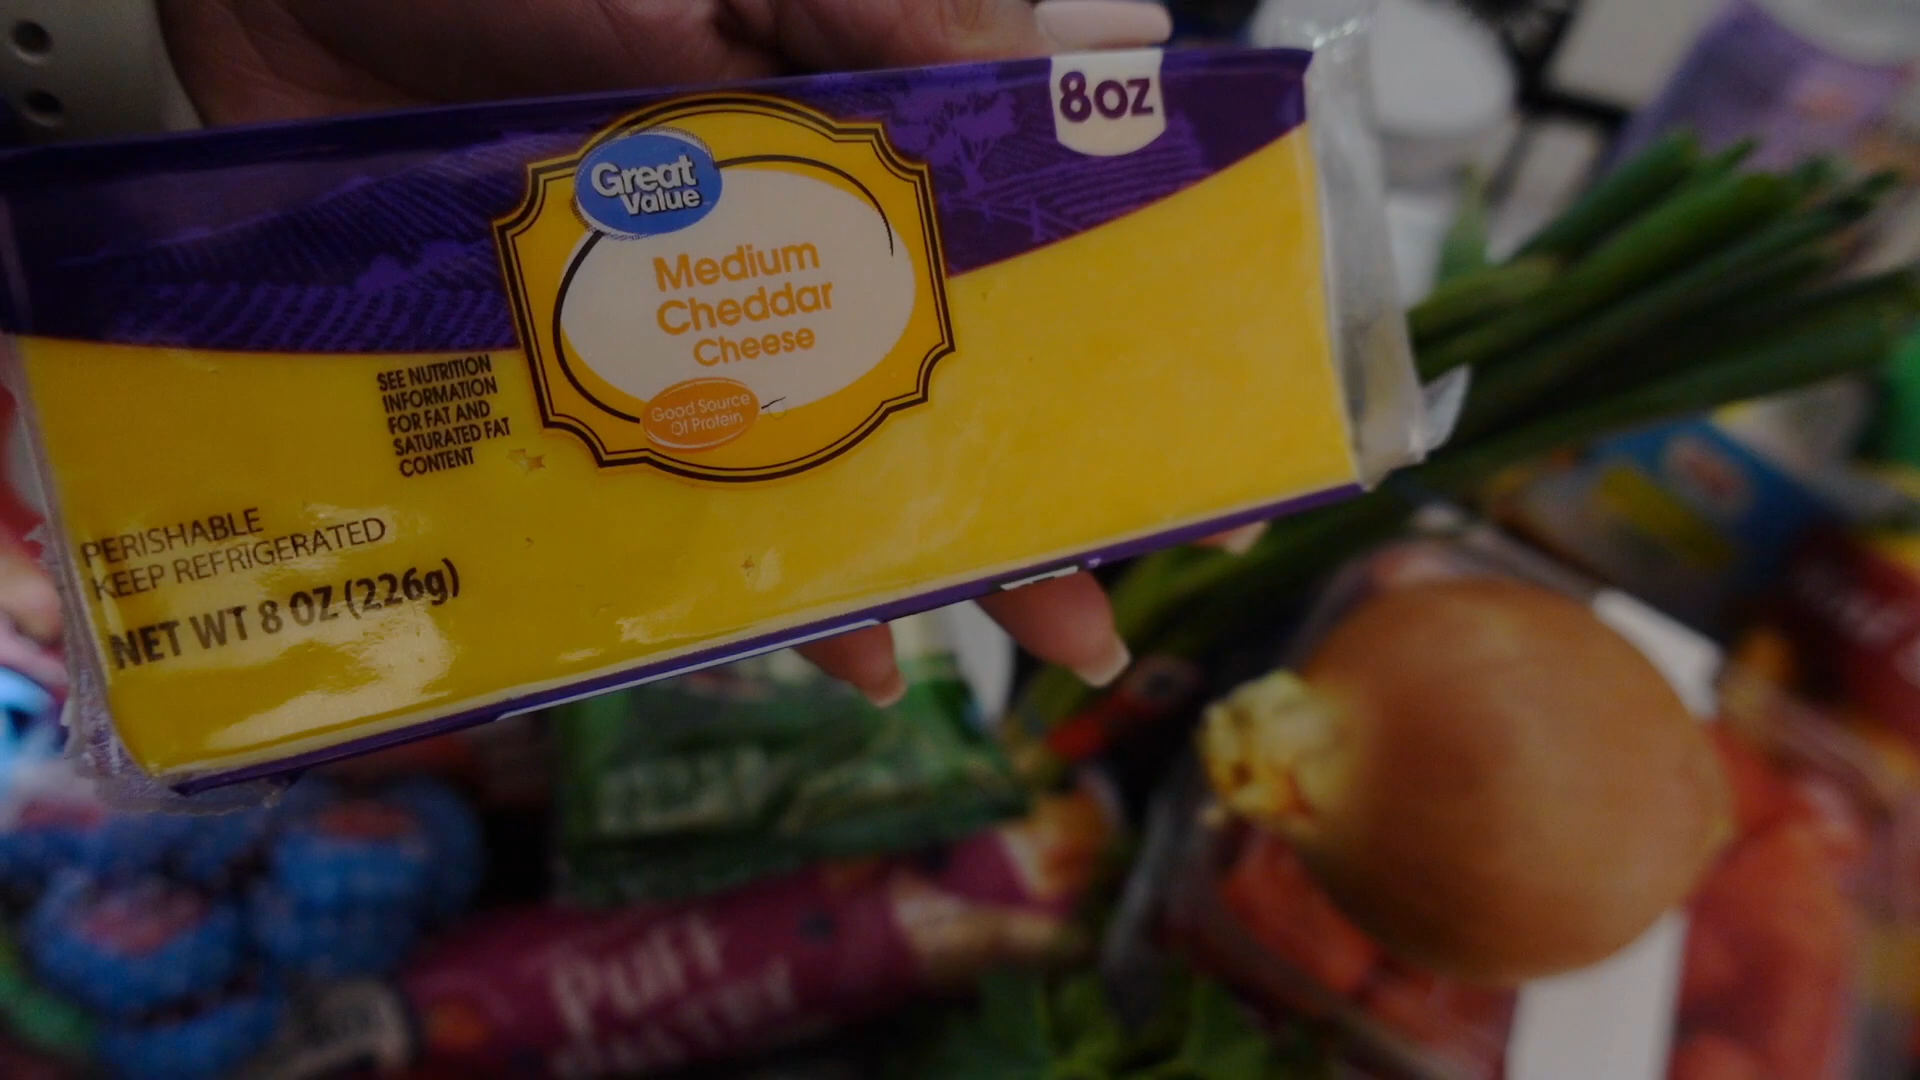 8oz
Great
Value
Medium
Cheddar
Cheese
Good Source
Of Protein
SEE NUTRITION
INFORMATION
FOR FAT AND
SATURATED FAT
CONTENT
PERISHABLE
KEEP REFRIGERATED
NET WT 8 OZ (226g)
Puff